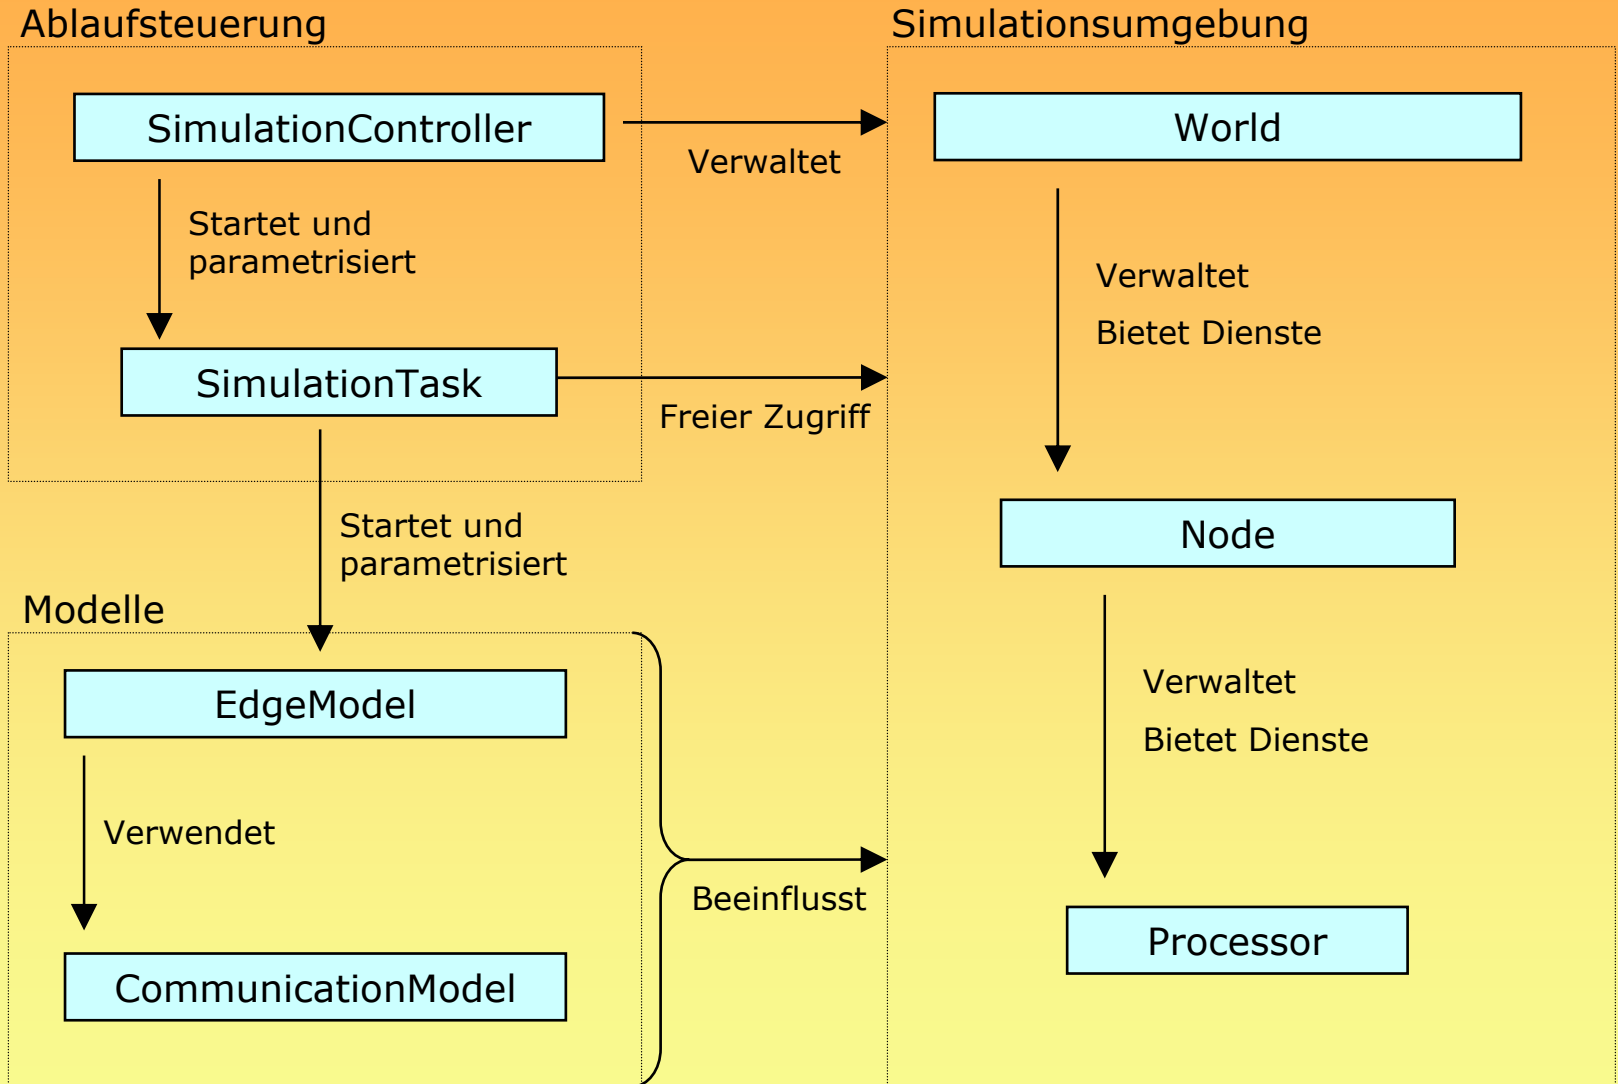 Ablaufsteuerung
Simulationsumgebung
SimulationController
Verwaltet
World
Startet und
parametrisiert
Verwaltet
Bietet Dienste
SimulationTask
Freier Zugriff
Startet und
parametrisiert
Node
Modelle
EdgeModel
Verwaltet
Bietet Dienste
Verwendet
Beeinflusst
Processor
CommunicationModel